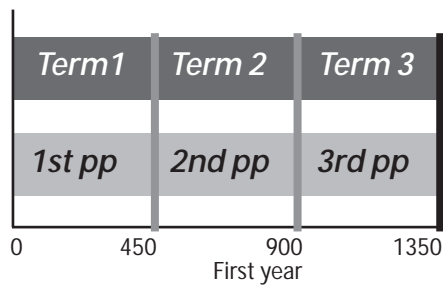 Term1 Term 2 Term 3
1st pp 2nd pp 3rd pp
0 450 900 1350
First year